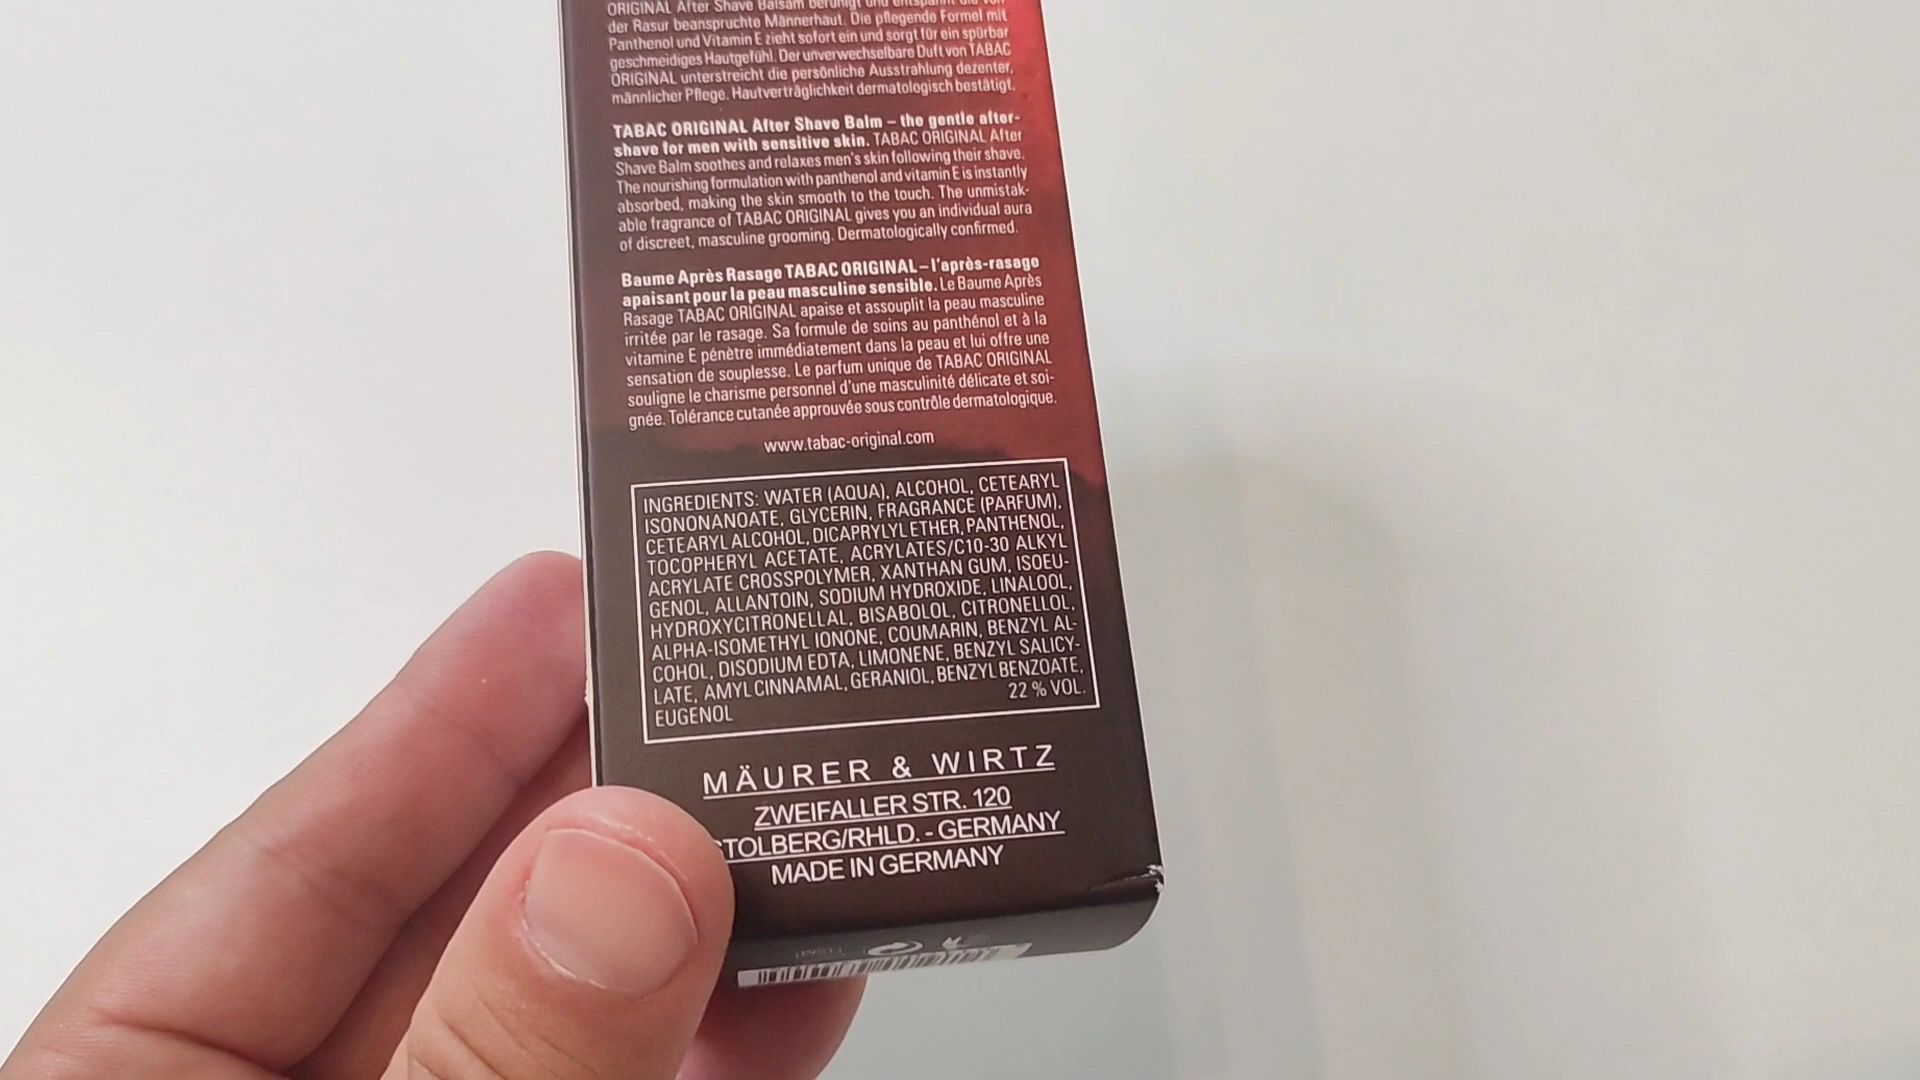 ORIGINAL After Shave Balsam beruhigt und entspannt die von
der Rasur beanspruchte Männerhaut. Die pflegende Formel mit
Panthenol und Vitamin E zieht sofort ein und sorgt für ein spürbar
geschmeidiges Hautgefühl. Der unverwechselbare Duft von TABAC
ORIGINAL unterstreicht die persönliche Ausstrahlung dezenter,
männlicher Pflege. Hautverträglichkeit dermatologisch bestätigt.
TABAC ORIGINAL After Shave Balm – the gentle after-
shave for men with sensitive skin. TABAC ORIGINAL After
Shave Balm soothes and relaxes men's skin following their shave.
The nourishing formulation with panthenol and vitamin E is instantly
absorbed, making the skin smooth to the touch. The unmistak-
able fragrance of TABAC ORIGINAL gives you an individual aura
of discreet, masculine grooming. Dermatologically confirmed.
Baume Après Rasage TABAC ORIGINAL – l'après-rasage
apaisant pour la peau masculine sensible. Le Baume Après
Rasage TABAC ORIGINAL apaise et assouplit la peau masculine
irritée par le rasage. Sa formule de soins au panthénol et à la
vitamine E pénètre immédiatement dans la peau et lui offre une
sensation de souplesse. Le parfum unique de TABAC ORIGINAL
souligne le charisme personnel d'une masculinité délicate et soi-
gnée. Tolérance cutanée approuvée sous contrôle dermatologique.
www.tabac-original.com
INGREDIENTS: WATER (AQUA), ALCOHOL, CETEARYL
ISONONANOATE, GLYCERIN, FRAGRANCE (PARFUM),
CETEARYL ALCOHOL, DICAPRYLYL ETHER, PANTHENOL,
TOCOPHERYL ACETATE, ACRYLATES/C10-30 ALKYL
ACRYLATE CROSSPOLYMER, XANTHAN GUM, ISOEU-
GENOL, ALLANTOIN, SODIUM HYDROXIDE, LINALOOL,
HYDROXYCITRONELLAL, BISABOLOL, CITRONELLOL,
ALPHA-ISOMETHYL IONONE, COUMARIN, BENZYL AL-
COHOL, DISODIUM EDTA, LIMONENE, BENZYL SALICY-
LATE, AMYL CINNAMAL, GERANIOL, BENZYL BENZOATE,
EUGENOL 22 % VOL.
MÄURER & WIRTZ
ZWEIFALLER STR. 120
TOLBERG/RHLD. - GERMANY
MADE IN GERMANY